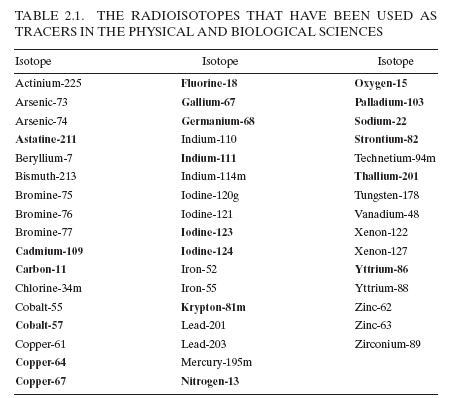 TABLE 2.1. THE RADIOISOTOPES THAT HAVE BEEN USED AS
TRACERS IN THE PHYSICAL AND BIOLOGICAL SCIENCES
Isotope Isotope Isotope
Actinium-225 Fluorine-18 Oxygen-15
Arsenic-73 Gallium-67 Palladium-103
Arsenic-74 Germanium-68 Sodium-22
Astatine-211 Indium-110 Strontium-82
Beryllium-7 Indium-111 Technetium-94m
Bismuth-213 Indium-114m Thallium-201
Bromine-75 Iodine-120g Tungsten-178
Bromine-76 Iodine-121 Vanadium-48
Bromine-77 Iodine-123 Xenon-122
Cadmium-109 Iodine-124 Xenon-127
Carbon-11 Iron-52 Yttrium-86
Chlorine-34m Iron-55 Yttrium-88
Cobalt-55 Krypton-81m Zinc-62
Cobalt-57 Lead-201 Zinc-63
Copper-61 Lead-203 Zirconium-89
Copper-64 Mercury-195m
Copper-67 Nitrogen-13